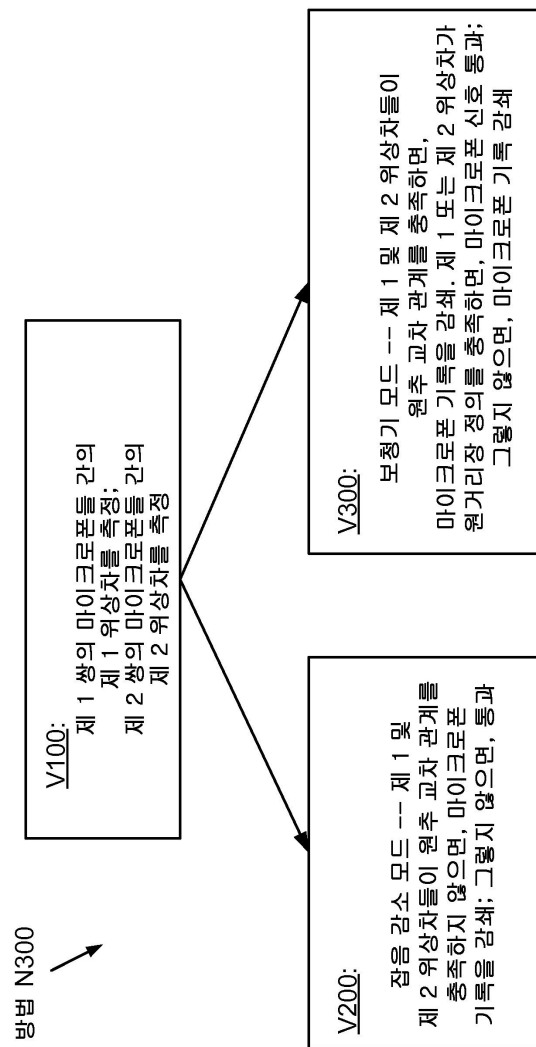 방법 N300
V100:
제 1 쌍의 마이크로폰들 간의
제 1 위상차를 측정;
제 2 쌍의 마이크로폰들 간의
제 2 위상차를 측정
V200:
잡음 감소 모드 -- 제 1 및
제 2 위상차들이 원추 교차 관계를
충족하지 않으면, 마이크로폰
기록을 감쇄; 그렇지 않으면, 통과
V300:
보청기 모드 -- 제 1 및 제 2 위상차들이
원추 교차 관계를 충족하면,
마이크로폰 기록을 감쇄. 제 1 또는 제 2 위상차가
원거리장 정의를 충족하면, 마이크로폰 신호 통과;
그렇지 않으면, 마이크로폰 기록 감쇄